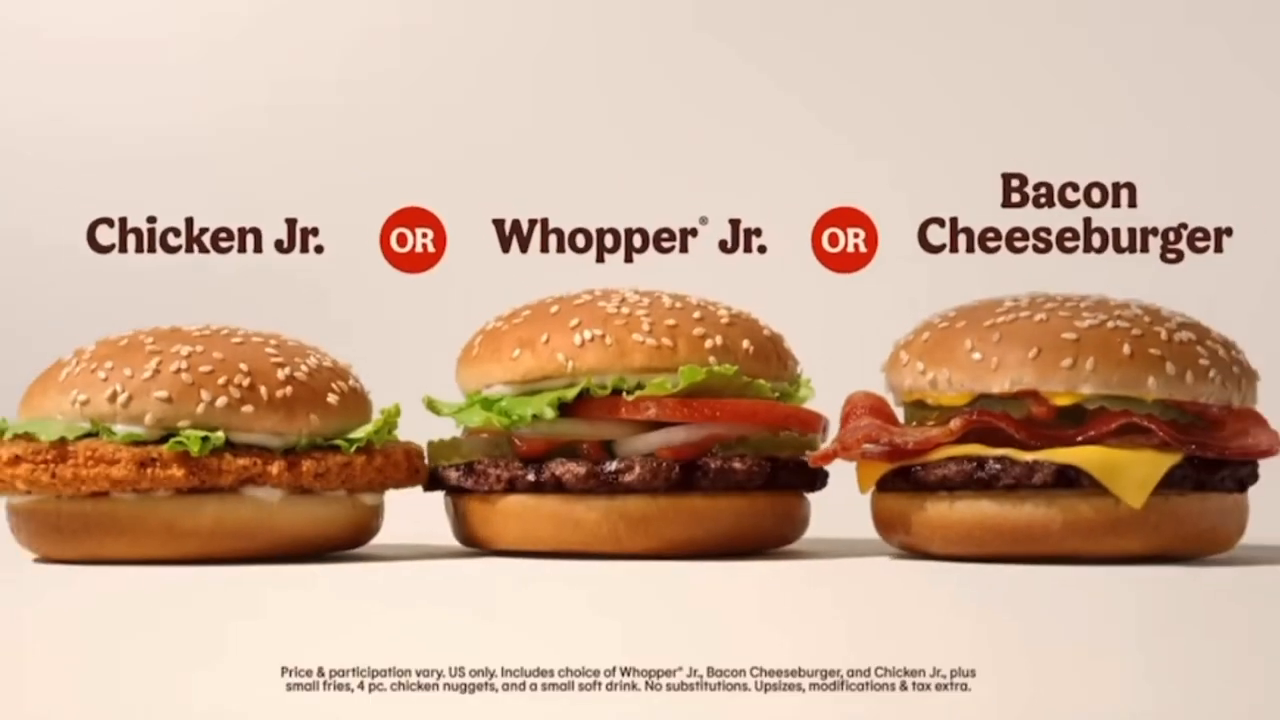 Chicken Jr.
OR
Whopper® Jr.
OR
Bacon
Cheeseburger
Price & participation vary. US only. Includes choice of Whopper® Jr., Bacon Cheeseburger, and Chicken Jr., plus
small fries, 4 pc. chicken nuggets, and a small soft drink. No substitutions. Upsizes, modifications & tax extra.